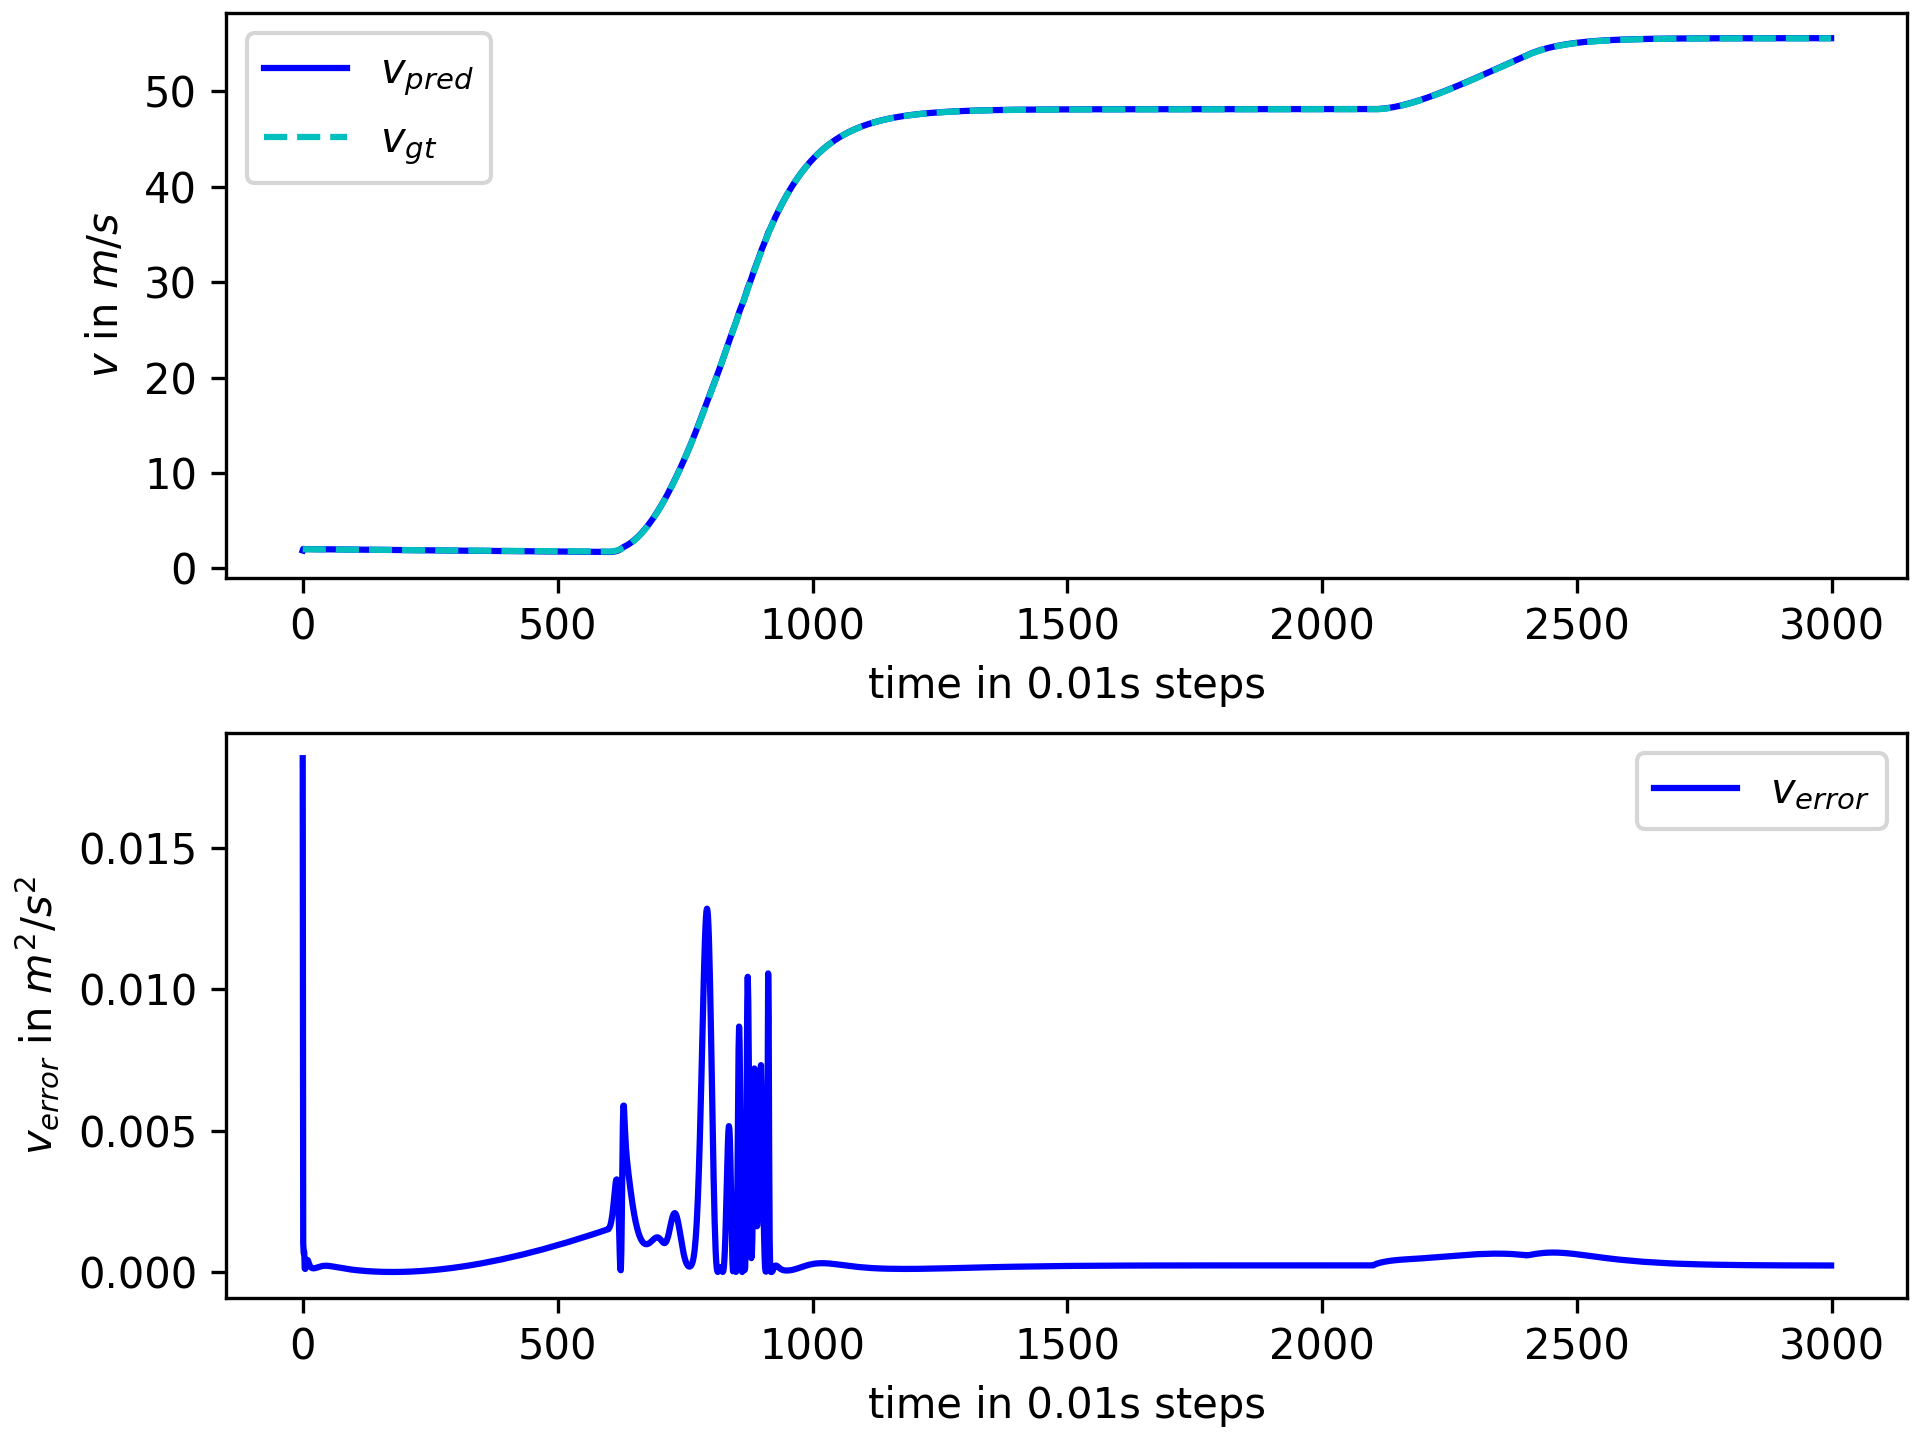 v_pred
v_gt
50
40
30
20
10
0
v in m/s
0 500 1000 1500 2000 2500 3000
time in 0.01s steps
v_error
0.015
0.010
0.005
0.000
v_error in m²/s²
0 500 1000 1500 2000 2500 3000
time in 0.01s steps